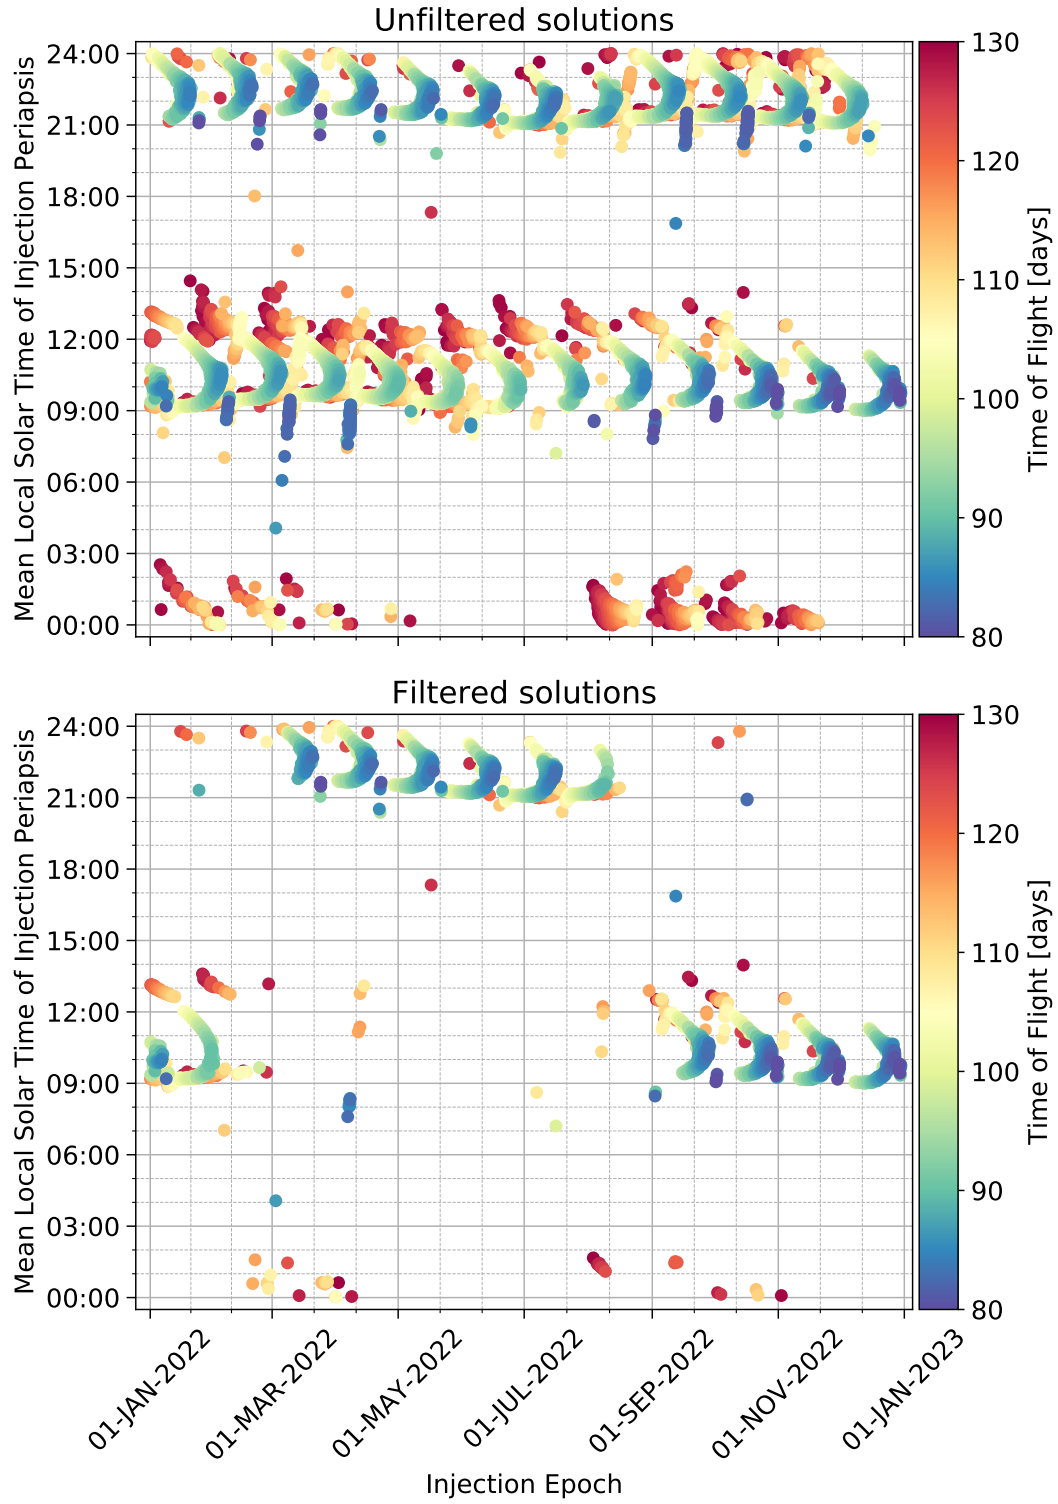 Unfiltered solutions
Mean Local Solar Time of Injection Periapsis
24:00
21:00
18:00
15:00
12:00
09:00
06:00
03:00
00:00
130
120
110
100
90
80
Time of Flight [days]
Filtered solutions
Mean Local Solar Time of Injection Periapsis
24:00
21:00
18:00
15:00
12:00
09:00
06:00
03:00
00:00
130
120
110
100
90
80
Time of Flight [days]
01-JAN-2022
01-MAR-2022
01-MAY-2022
01-JUL-2022
01-SEP-2022
01-NOV-2022
01-JAN-2023
Injection Epoch